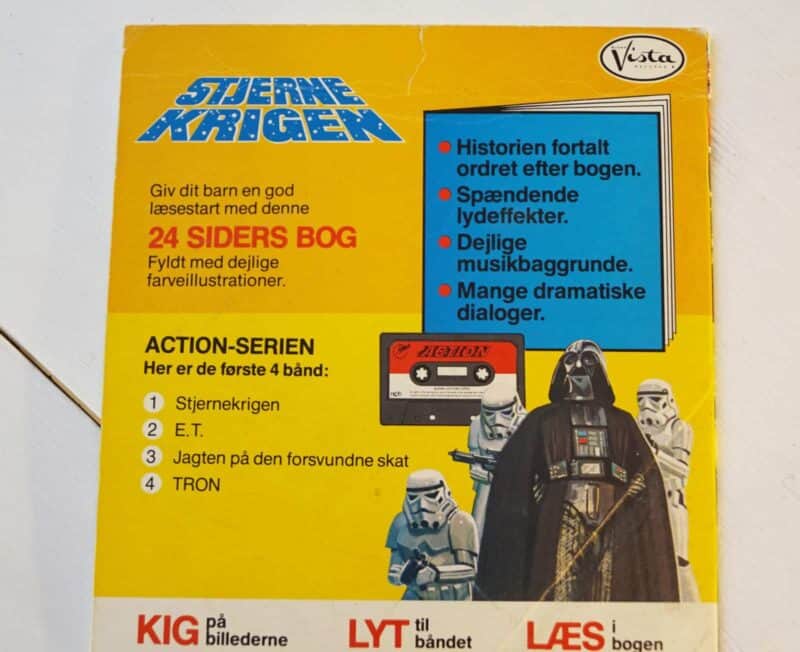 Vista
STJERNE
KRIGEN
Giv dit barn en god
læsestart med denne
24 SIDERS BOG
Fyldt med dejlige
farveillustrationer.
Historien fortalt
ordret efter bogen.
Spændende
lydeffekter.
Dejlige
musikbaggrunde.
Mange dramatiske
dialoger.
ACTION-SERIEN
Her er de første 4 bånd:
1 Stjernekrigen
2 E.T.
3 Jagten på den forsvundne skat
4 TRON
ACTION
KIG på
billederne
LYT til
båndet
LÆS i
bogen